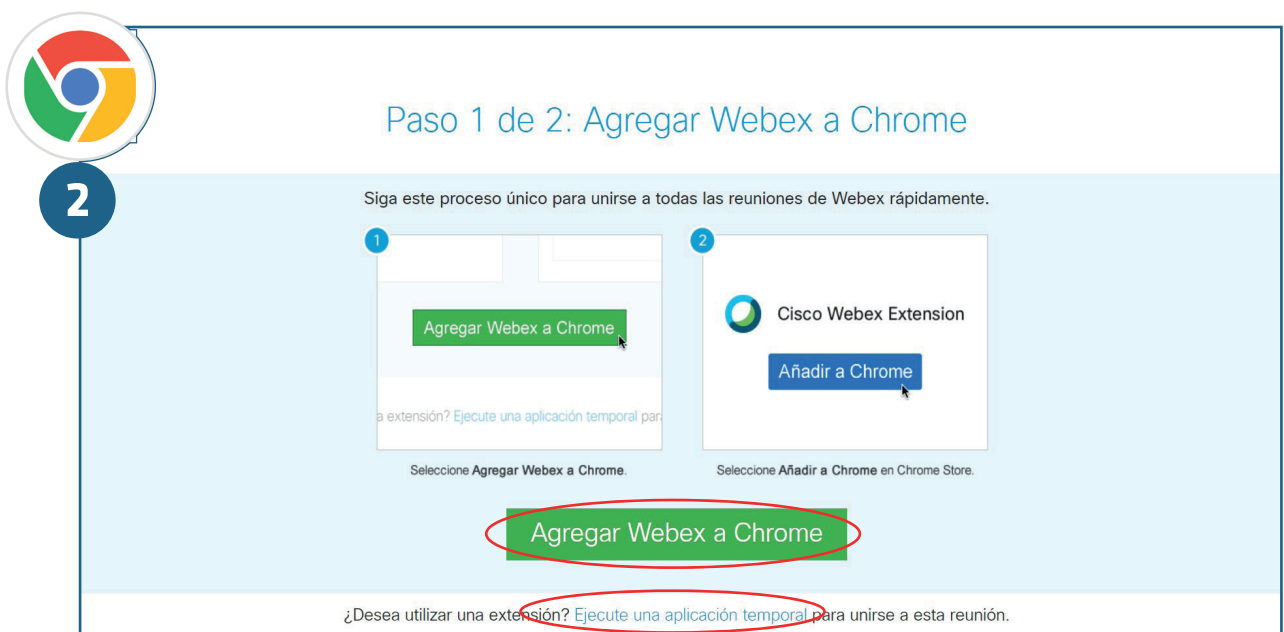 Paso 1 de 2: Agregar Webex a Chrome
2
Siga este proceso único para unirse a todas las reuniones de Webex rápidamente.
1
Agregar Webex a Chrome
a extensión? Ejecute una aplicación temporal par
Seleccione Agregar Webex a Chrome.
2
Cisco Webex Extension
Añadir a Chrome
Seleccione Añadir a Chrome en Chrome Store.
Agregar Webex a Chrome
¿Desea utilizar una extensión? Ejecute una aplicación temporal para unirse a esta reunión.